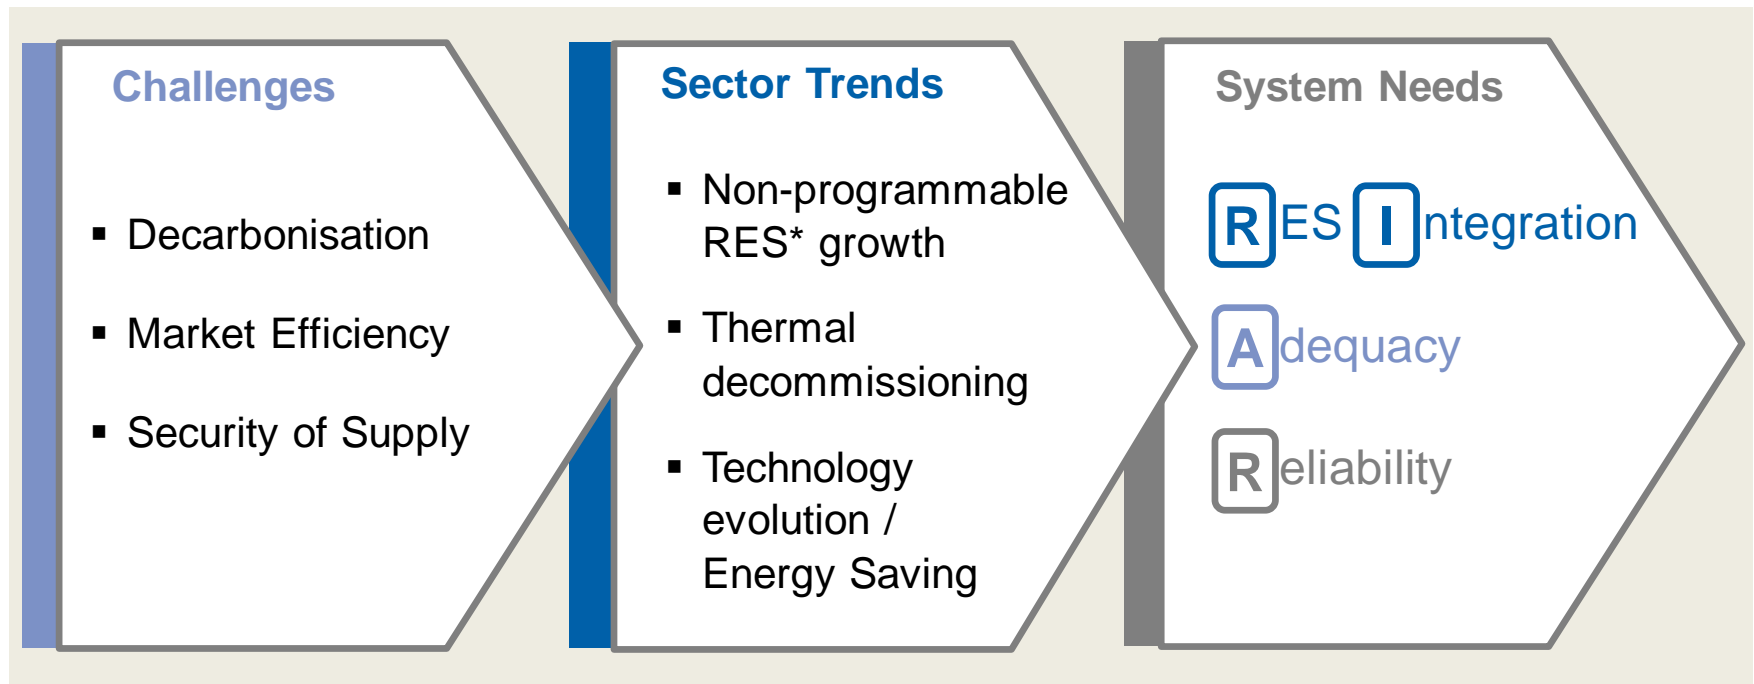 Challenges
▪ Decarbonisation
▪ Market Efficiency
▪ Security of Supply
Sector Trends
▪ Non-programmable
RES* growth
▪ Thermal
decommissioning
▪ Technology
evolution /
Energy Saving
System Needs
RES Integration
Adequacy
Reliability